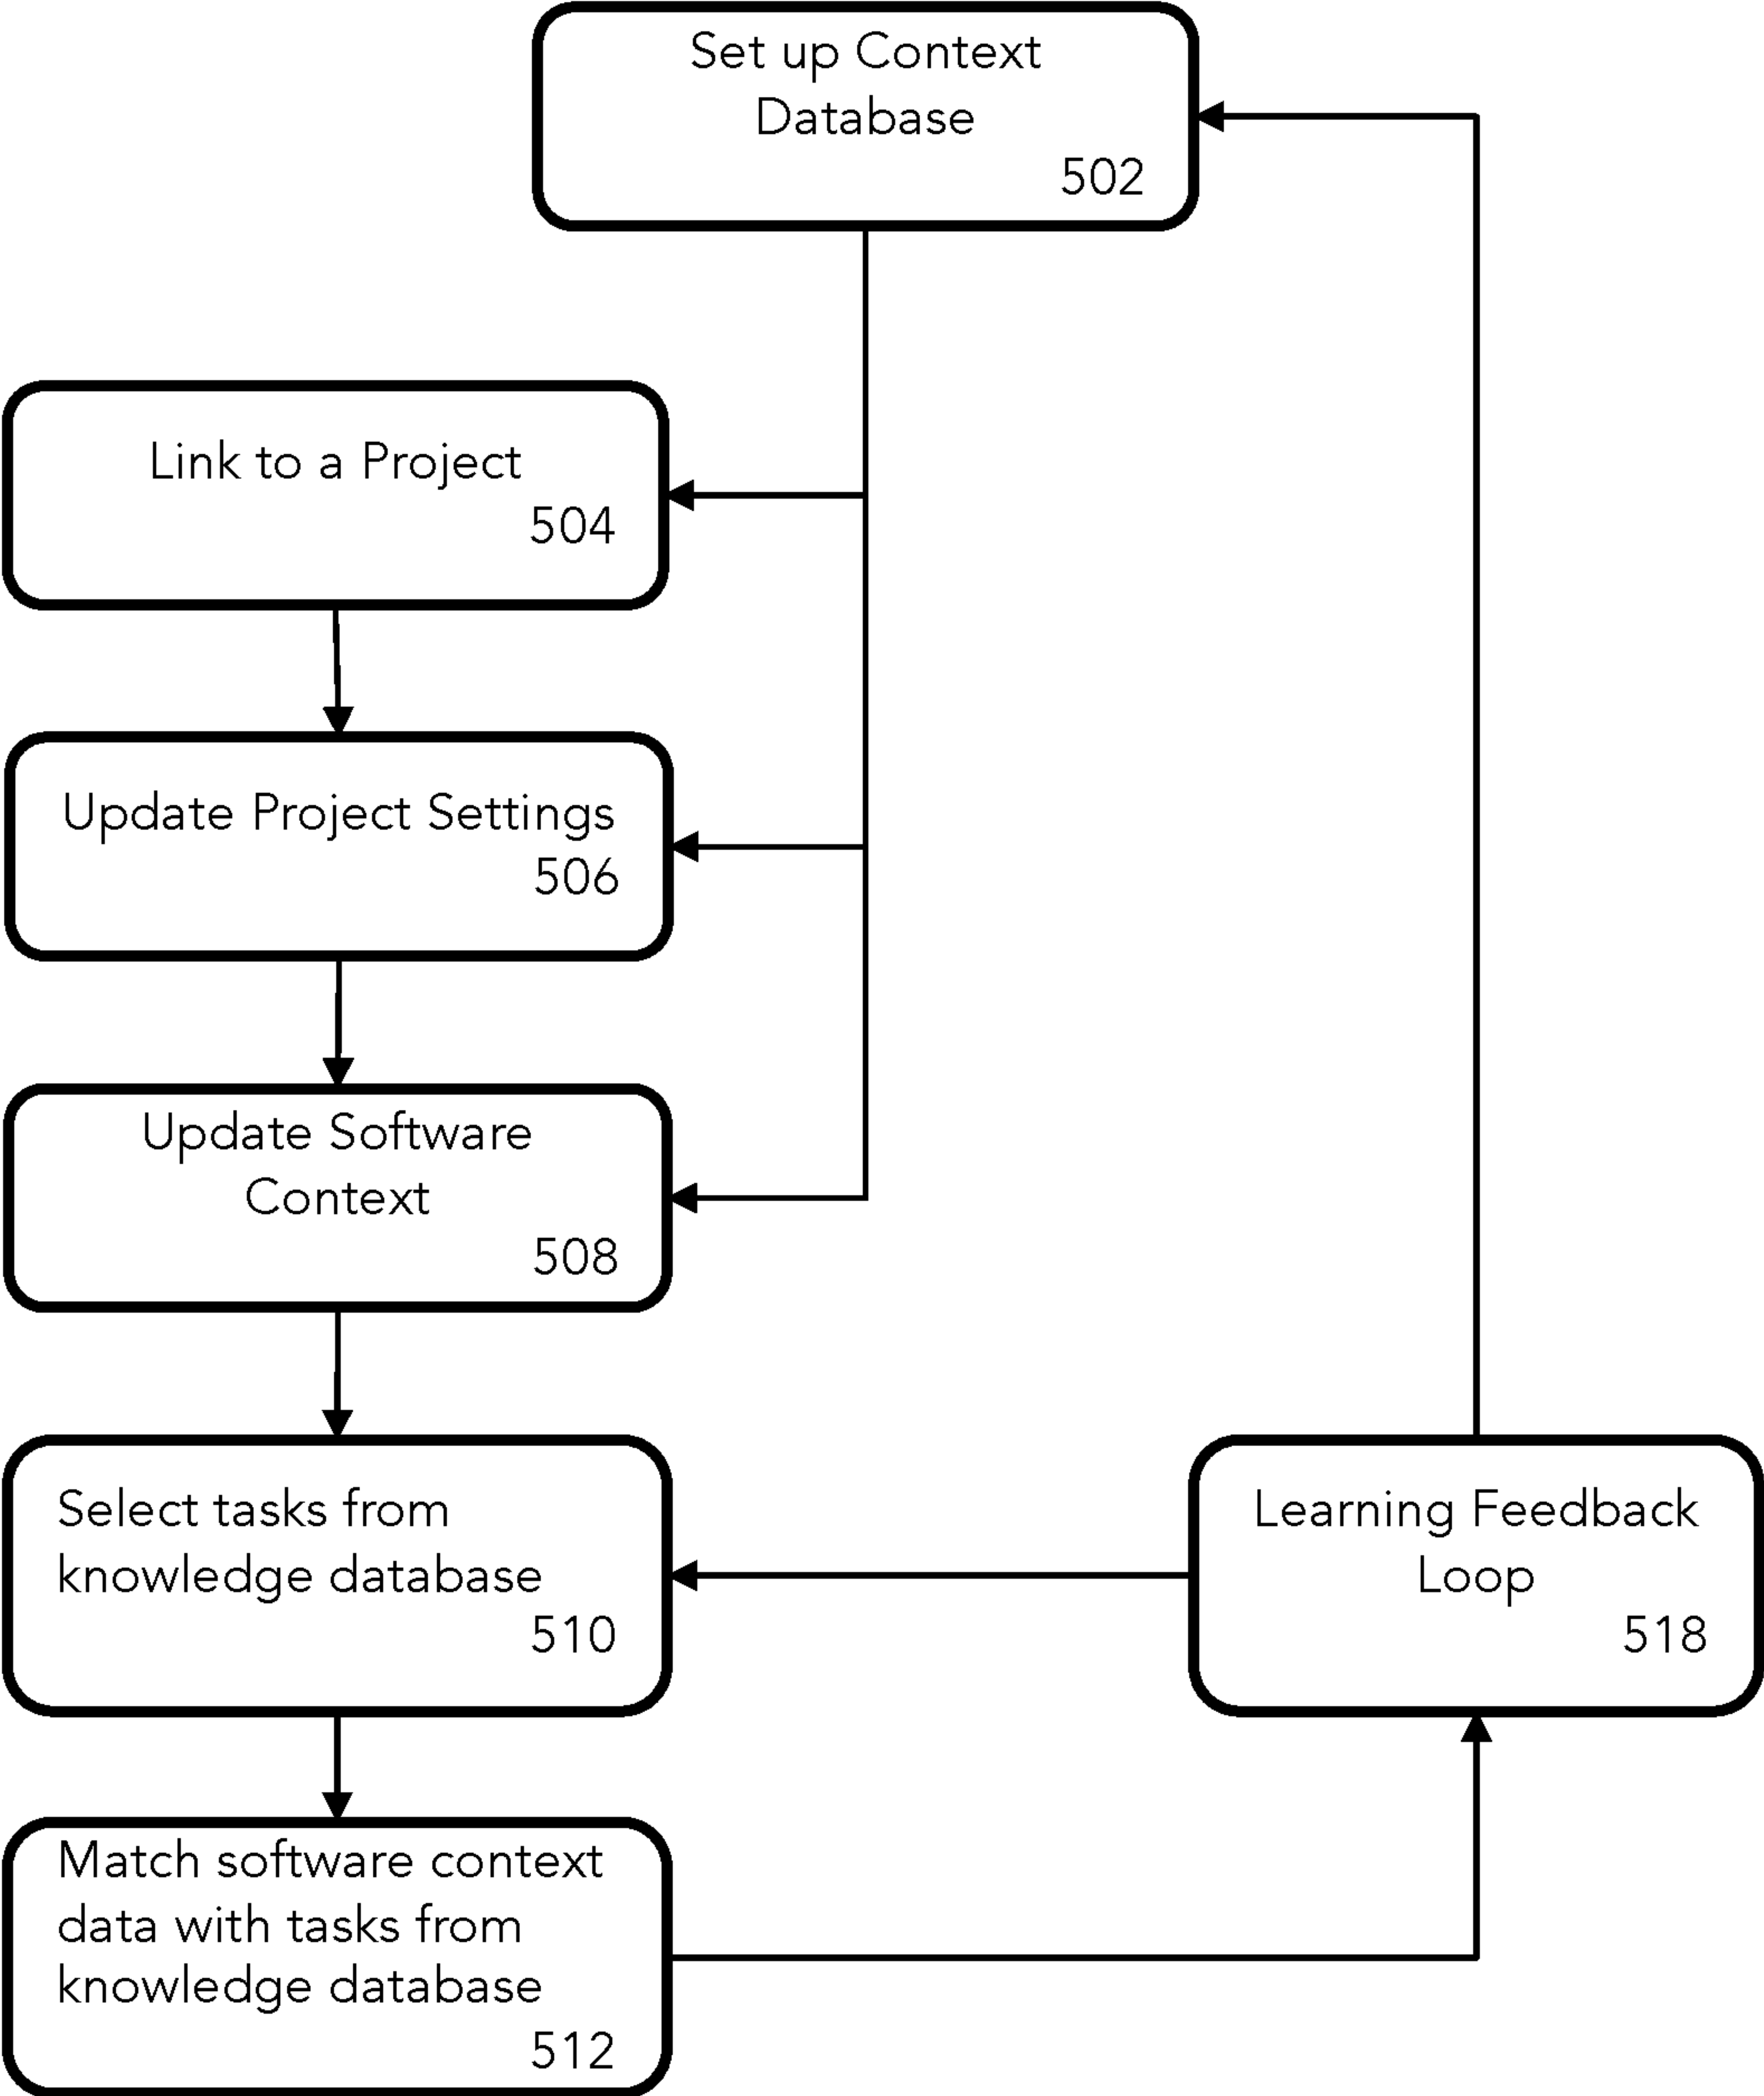 Set up Context
Database
502
Link to a Project
504
Update Project Settings
506
Update Software
Context
508
Select tasks from
knowledge database
510
Learning Feedback
Loop
518
Match software context
data with tasks from
knowledge database
512